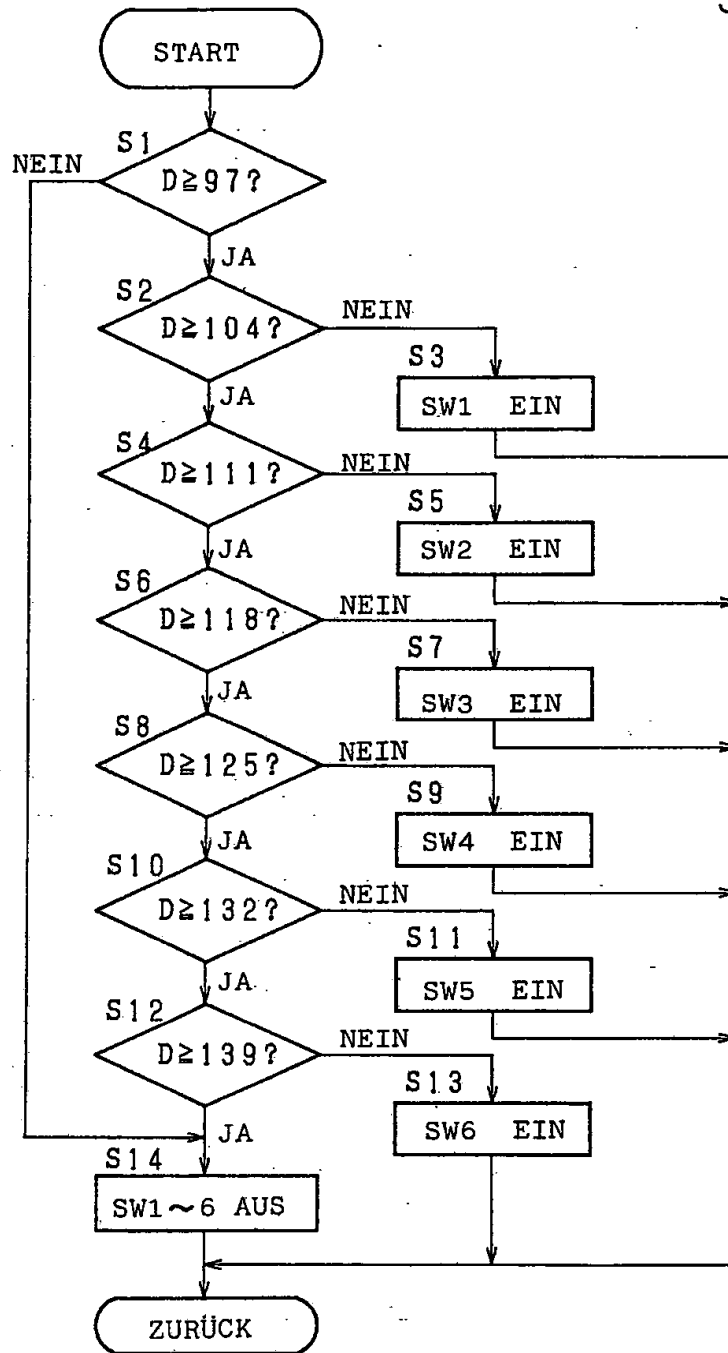 START
S1
NEIN
D≧97?
JA
S2
NEIN
D≧104?
S3
SW1 EIN
JA
S4
NEIN
D≧111?
S5
SW2 EIN
JA
S6
NEIN
D≧118?
S7
SW3 EIN
JA
S8
NEIN
D≧125?
S9
SW4 EIN
JA
S10
NEIN
D≧132?
S11
SW5 EIN
JA
S12
NEIN
D≧139?
S13
SW6 EIN
JA
S14
SW1~6 AUS
ZURÜCK